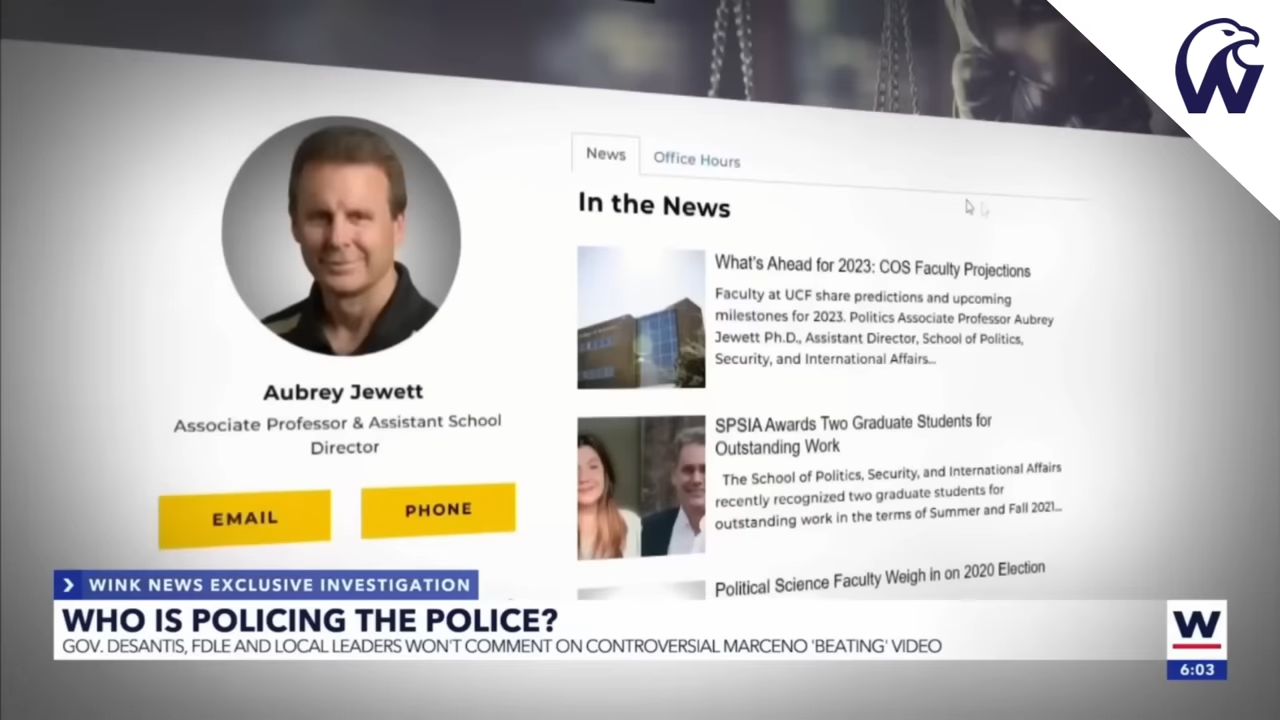 News
Office Hours
In the News
What's Ahead for 2023: COS Faculty Projections
Faculty at UCF share predictions and upcoming
milestones for 2023. Politics Associate Professor Aubrey
Jewett Ph.D., Assistant Director, School of Politics,
Security, and International Affairs...
Aubrey Jewett
Associate Professor & Assistant School
Director
EMAIL
PHONE
SPSIA Awards Two Graduate Students for
Outstanding Work
The School of Politics, Security, and International Affairs
recently recognized two graduate students for
outstanding work in the terms of Summer and Fall 2021...
Political Science Faculty Weigh in on 2020 Election
WINK NEWS EXCLUSIVE INVESTIGATION
WHO IS POLICING THE POLICE?
GOV. DESANTIS, FDLE AND LOCAL LEADERS WON'T COMMENT ON CONTROVERSIAL MARCENO 'BEATING' VIDEO
W
6:03
W